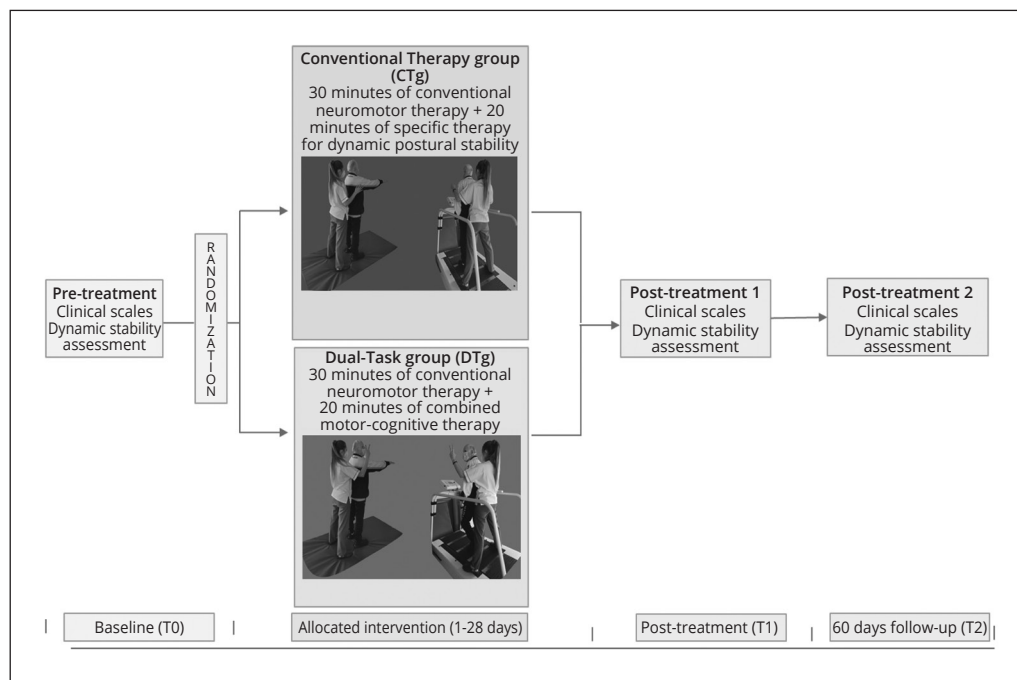 Conventional Therapy group
(CTg)
30 minutes of conventional
neuromotor therapy + 20
minutes of specific therapy
for dynamic postural stability
RANDOMIZATION
Pre-treatment
Clinical scales
Dynamic stability
assessment
Post-treatment 1
Clinical scales
Dynamic stability
assessment
Post-treatment 2
Clinical scales
Dynamic stability
assessment
Dual-Task group (DTg)
30 minutes of conventional
neuromotor therapy +
20 minutes of combined
motor-cognitive therapy
Baseline (T0)
Allocated intervention (1-28 days)
Post-treatment (T1)
60 days follow-up (T2)